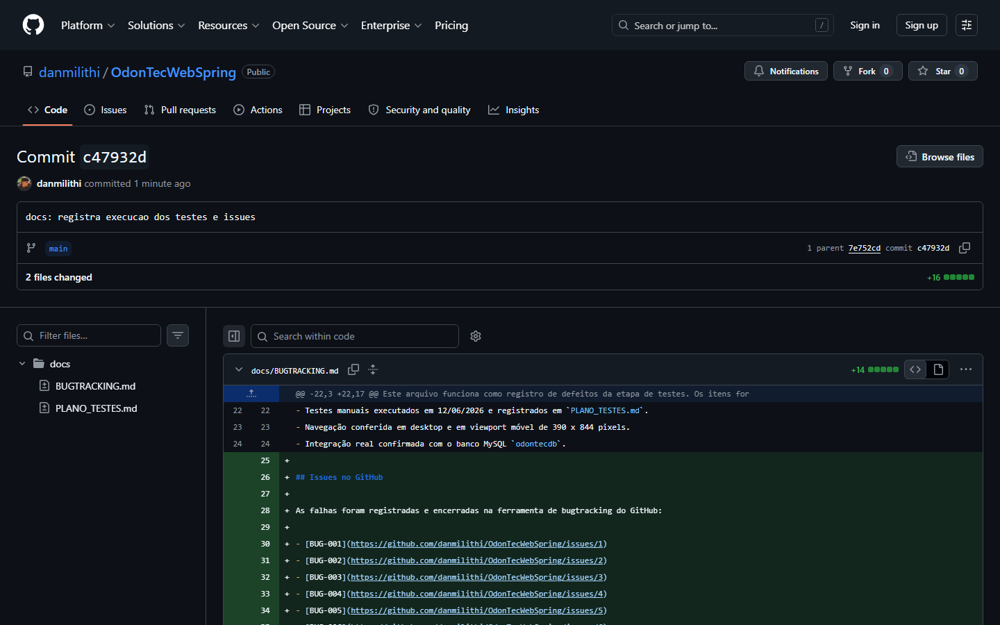 Platform Solutions Resources Open Source Enterprise Pricing Search or jump to... / Sign in Sign up
danmilithi / OdonTecWebSpring Public Notifications Fork 0 Star 0
Code Issues Pull requests Actions Projects Security and quality Insights
Commit c47932d Browse files
danmilithi committed 1 minute ago
docs: registra execucao dos testes e issues
main 1 parent 7e752cd commit c47932d
2 files changed +16
Filter files... Search within code
docs
BUGTRACKING.md
PLANO_TESTES.md
docs/BUGTRACKING.md +14
@@ -22,3 +22,17 @@ Este arquivo funciona como registro de defeitos da etapa de testes. Os itens for
22 22 - Testes manuais executados em 12/06/2026 e registrados em `PLANO_TESTES.md`.
23 23 - Navegação conferida em desktop e em viewport móvel de 390 x 844 pixels.
24 24 - Integração real confirmada com o banco MySQL `odontecdb`.
25 +
26 + ## Issues no GitHub
27 +
28 + As falhas foram registradas e encerradas na ferramenta de bugtracking do GitHub:
29 +
30 + - [BUG-001](https://github.com/danmilithi/OdonTecWebSpring/issues/1)
31 + - [BUG-002](https://github.com/danmilithi/OdonTecWebSpring/issues/2)
32 + - [BUG-003](https://github.com/danmilithi/OdonTecWebSpring/issues/3)
33 + - [BUG-004](https://github.com/danmilithi/OdonTecWebSpring/issues/4)
34 + - [BUG-005](https://github.com/danmilithi/OdonTecWebSpring/issues/5)